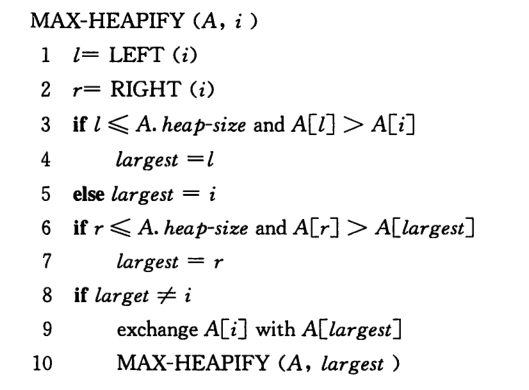 MAX-HEAPIFY (A, i )
1 l= LEFT (i)
2 r= RIGHT (i)
3 if l ⩽ A. heap-size and A[l] > A[i]
4 largest =l
5 else largest = i
6 if r ⩽ A. heap-size and A[r] > A[largest]
7 largest = r
8 if larget ≠ i
9 exchange A[i] with A[largest]
10 MAX-HEAPIFY (A, largest )